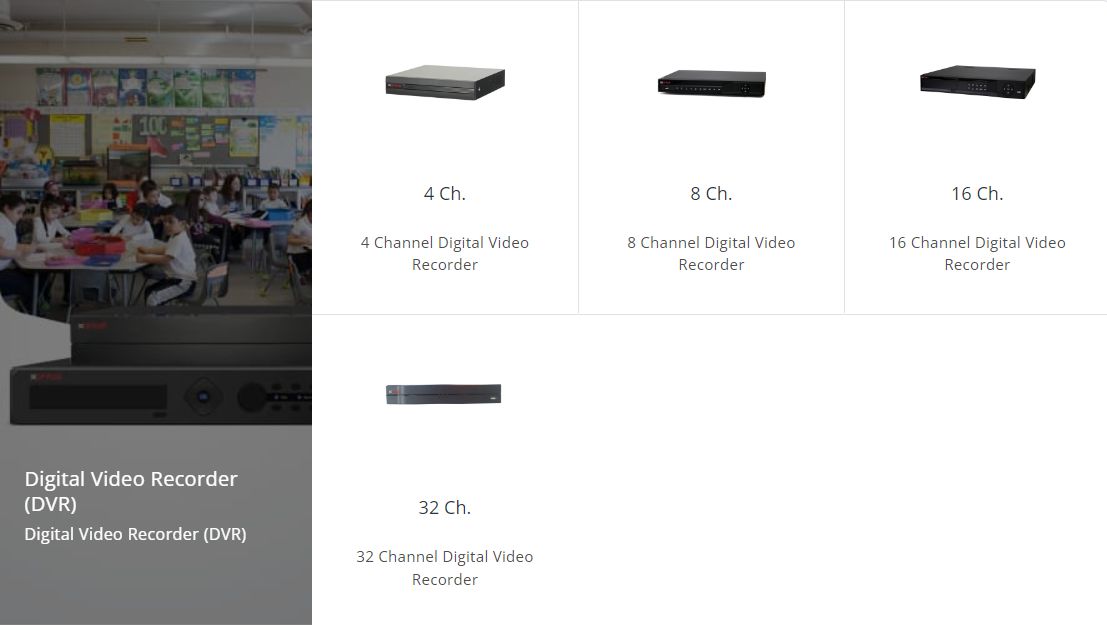 Digital Video Recorder
(DVR)
Digital Video Recorder (DVR)
4 Ch.
4 Channel Digital Video
Recorder
8 Ch.
8 Channel Digital Video
Recorder
16 Ch.
16 Channel Digital Video
Recorder
32 Ch.
32 Channel Digital Video
Recorder